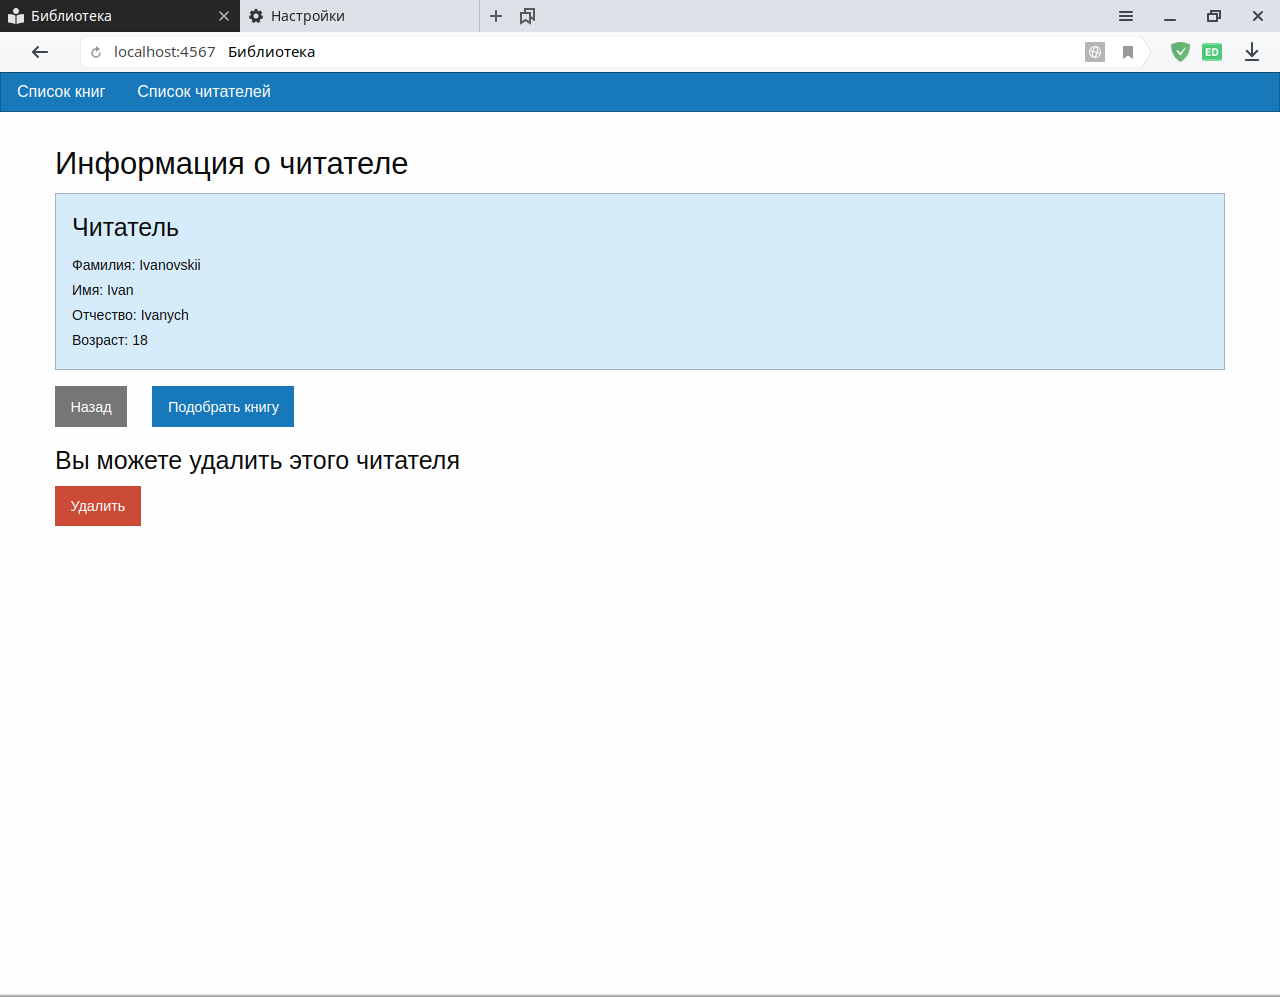 Библиотека
Настройки
localhost:4567 Библиотека
ED
Список книг Список читателей
Информация о читателе
Читатель
Фамилия: Ivanovskii
Имя: Ivan
Отчество: Ivanych
Возраст: 18
Назад Подобрать книгу
Вы можете удалить этого читателя
Удалить